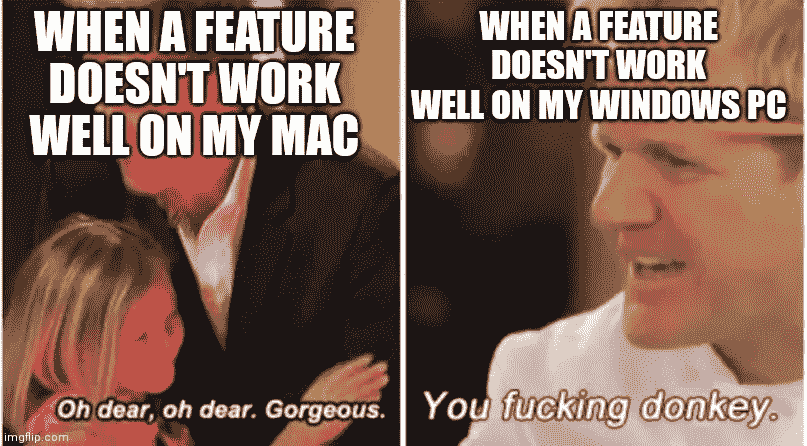 WHEN A FEATURE
DOESN'T WORK
WELL ON MY MAC
Oh dear, oh dear. Gorgeous.
WHEN A FEATURE
DOESN'T WORK
WELL ON MY WINDOWS PC
You fucking donkey.
imgflip.com